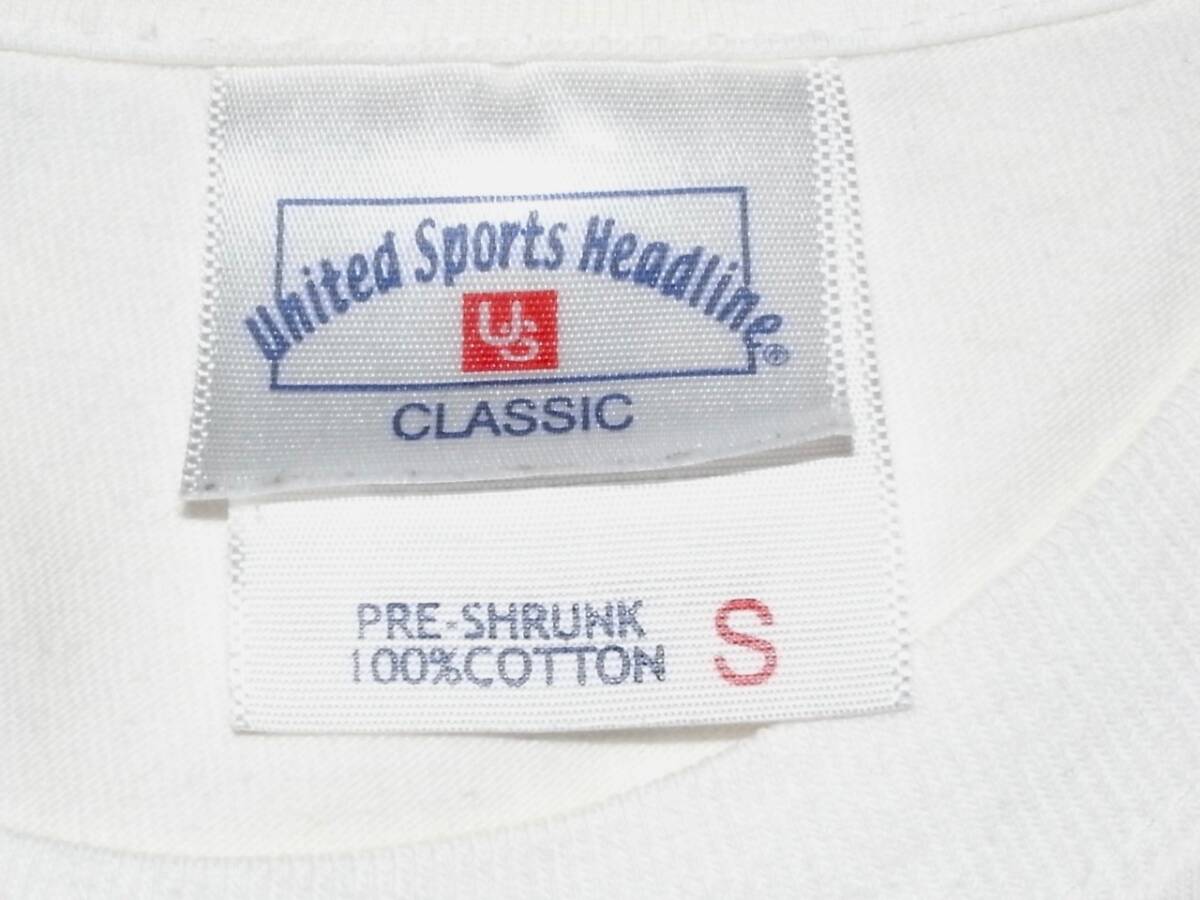 United Sports Headline®
US
CLASSIC
PRE-SHRUNK
100%COTTON
S